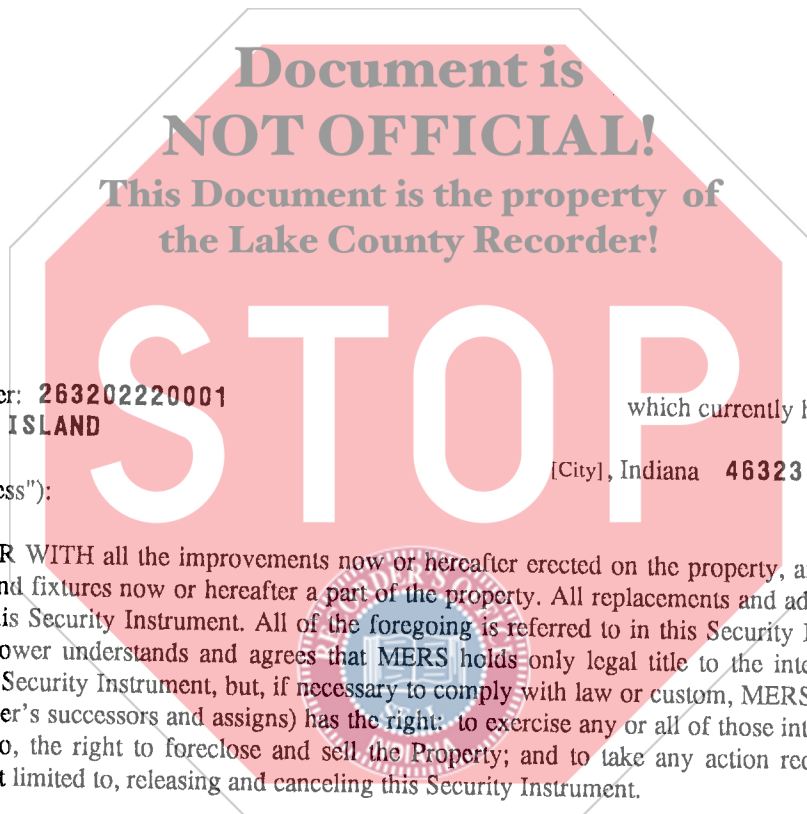 Document is
NOT OFFICIAL!
This Document is the property of
the Lake County Recorder!
STOP
er: 263202220001
which currently h
ISLAND
[City], Indiana 46323
ess"):
R WITH all the improvements now or hereafter erected on the property, a
nd fixtures now or hereafter a part of the property. All replacements and ad
is Security Instrument. All of the foregoing is referred to in this Security I
ower understands and agrees that MERS holds only legal title to the inte
Security Instrument, but, if necessary to comply with law or custom, MERS
er's successors and assigns) has the right: to exercise any or all of those int
o, the right to foreclose and sell the Property; and to take any action rec
t limited to, releasing and canceling this Security Instrument.
RECORDER'S
SEAL